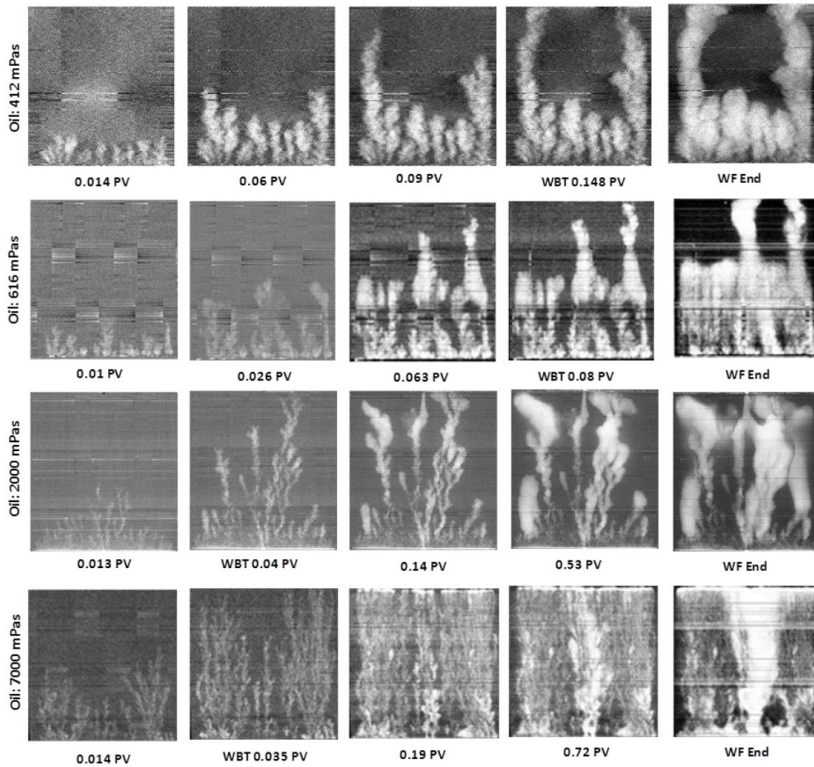 Oil: 412 mPas
0.014 PV
0.06 PV
0.09 PV
WBT 0.148 PV
WF End
Oil: 616 mPas
0.01 PV
0.026 PV
0.063 PV
WBT 0.08 PV
WF End
Oil: 2000 mPas
0.013 PV
WBT 0.04 PV
0.14 PV
0.53 PV
WF End
Oil: 7000 mPas
0.014 PV
WBT 0.035 PV
0.19 PV
0.72 PV
WF End